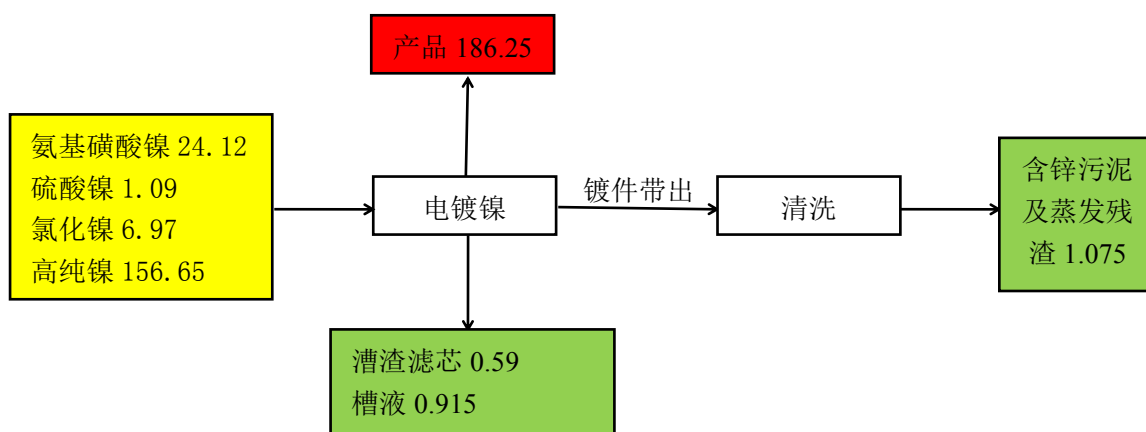 产品 186.25
氨基磺酸镍 24.12
硫酸镍 1.09
氯化镍 6.97
高纯镍 156.65
电镀镍
镀件带出
清洗
含锌污泥
及蒸发残
渣 1.075
漕渣滤芯 0.59
槽液 0.915